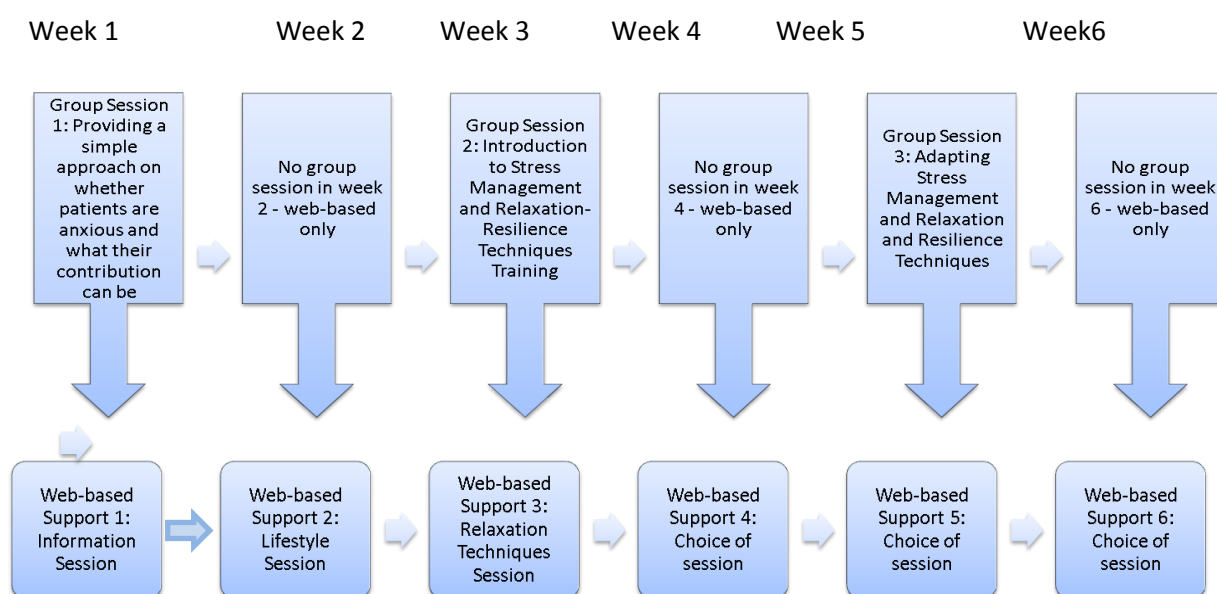 Week 1
Week 2
Week 3
Week 4
Week 5
Week6
Group Session
1: Providing a
simple
approach on
whether
patients are
anxious and
what their
contribution
can be
No group
session in week
2 - web-based
only
Group Session
2: Introduction
to Stress
Management
and Relaxation-
Resilience
Techniques
Training
No group
session in week
4 - web-based
only
Group Session
3: Adapting
Stress
Management
and Relaxation
and Resilience
Techniques
No group
session in week
6 - web-based
only
Web-based
Support 1:
Information
Session
Web-based
Support 2:
Lifestyle
Session
Web-based
Support 3:
Relaxation
Techniques
Session
Web-based
Support 4:
Choice of
session
Web-based
Support 5:
Choice of
session
Web-based
Support 6:
Choice of
session